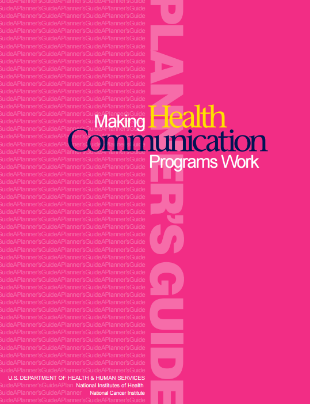 PLANNER'S GUIDE
Making Health
Communication
Programs Work
U.S. DEPARTMENT OF HEALTH & HUMAN SERVICES
National Institutes of Health
National Cancer Institute